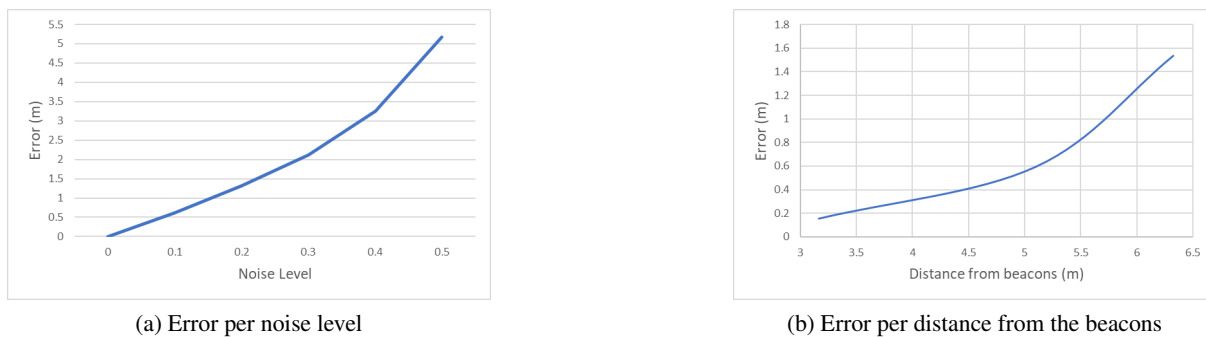 5.5
5
4.5
4
3.5
3
2.5
2
1.5
1
0.5
0
Error (m)
0 0.1 0.2 0.3 0.4 0.5
Noise Level
(a) Error per noise level
1.8
1.6
1.4
1.2
1
0.8
0.6
0.4
0.2
0
Error (m)
3 3.5 4 4.5 5 5.5 6 6.5
Distance from beacons (m)
(b) Error per distance from the beacons